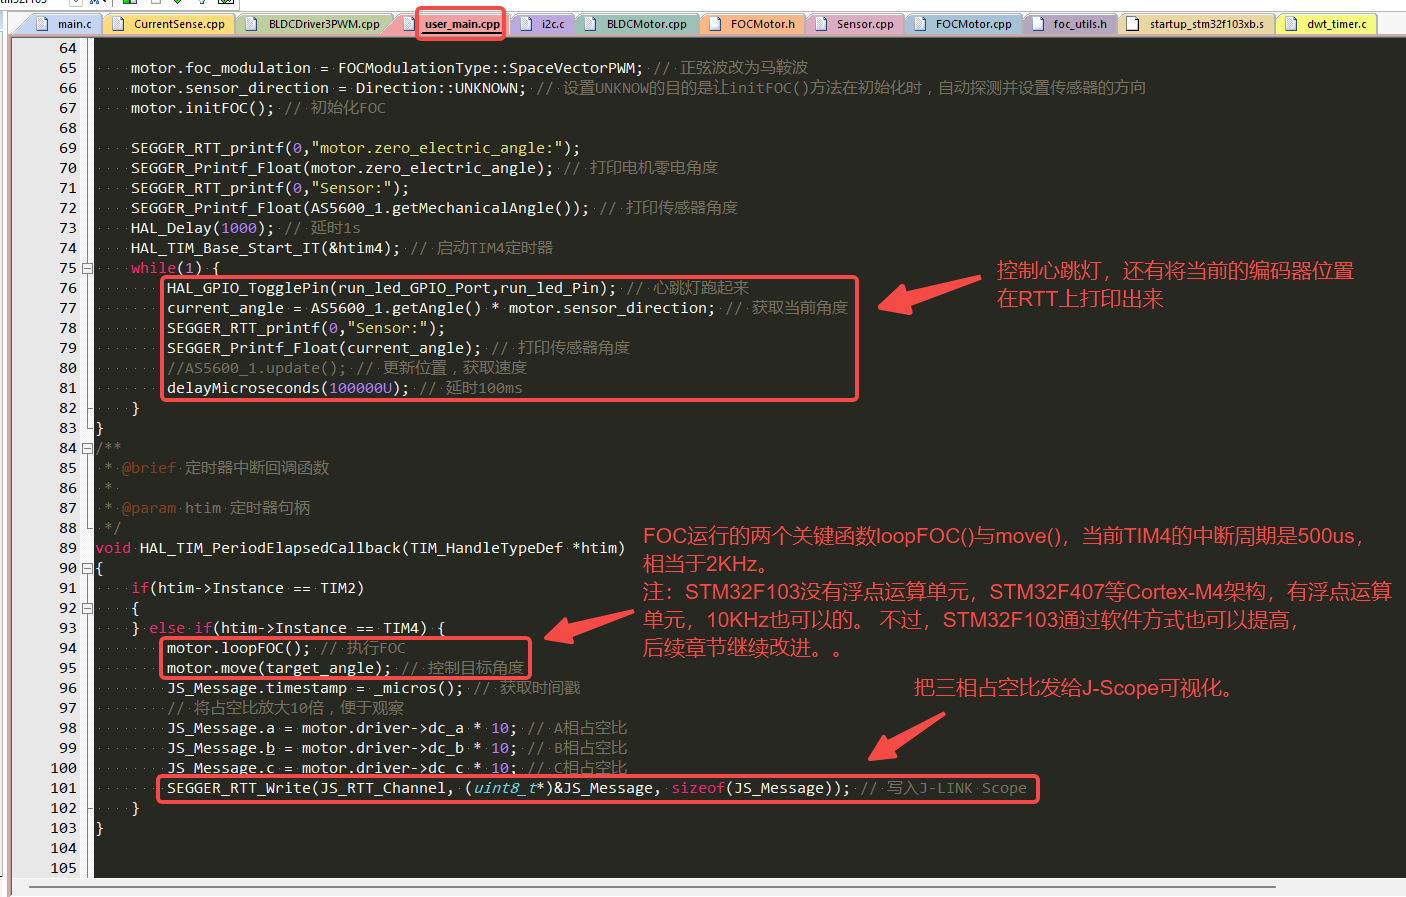 main.c CurrentSense.cpp BLDCDriver3PWM.cpp user_main.cpp i2c.c BLDCMotor.cpp FOCMotor.h Sensor.cpp FOCMotor.cpp foc_utils.h startup_stm32f103xb.s dwt_timer.c
64
65 motor.foc_modulation = FOCModulationType::SpaceVectorPWM; // 正弦波改为马鞍波
66 motor.sensor_direction = Direction::UNKNOWN; // 设置UNKNOW的目的是让initFOC()方法在初始化时，自动探测并设置传感器的方向
67 motor.initFOC(); // 初始化FOC
68
69 SEGGER_RTT_printf(0,"motor.zero_electric_angle:");
70 SEGGER_Printf_Float(motor.zero_electric_angle); // 打印电机零电角度
71 SEGGER_RTT_printf(0,"Sensor:");
72 SEGGER_Printf_Float(AS5600_1.getMechanicalAngle()); // 打印传感器角度
73 HAL_Delay(1000); // 延时1s
74 HAL_TIM_Base_Start_IT(&htim4); // 启动TIM4定时器
75 while(1) {
76 HAL_GPIO_TogglePin(run_led_GPIO_Port,run_led_Pin); // 心跳灯跑起来
77 current_angle = AS5600_1.getAngle() * motor.sensor_direction; // 获取当前角度
78 SEGGER_RTT_printf(0,"Sensor:");
79 SEGGER_Printf_Float(current_angle); // 打印传感器角度
80 //AS5600_1.update(); // 更新位置，获取速度
81 delayMicroseconds(100000U); // 延时100ms
82 }
83 }
控制心跳灯，还有将当前的编码器位置
在RTT上打印出来
84 /**
85 * @brief 定时器中断回调函数
86 *
87 * @param htim 定时器句柄
88 */
89 void HAL_TIM_PeriodElapsedCallback(TIM_HandleTypeDef *htim)
90 {
91 if(htim->Instance == TIM2)
92 {
93 } else if(htim->Instance == TIM4) {
94 motor.loopFOC(); // 执行FOC
95 motor.move(target_angle); // 控制目标角度
96 JS_Message.timestamp = _micros(); // 获取时间戳
97 // 将占空比放大10倍，便于观察
98 JS_Message.a = motor.driver->dc_a * 10; // A相占空比
99 JS_Message.b = motor.driver->dc_b * 10; // B相占空比
100 JS_Message.c = motor.driver->dc_c * 10; // C相占空比
101 SEGGER_RTT_Write(JS_RTT_Channel, (uint8_t*)&JS_Message, sizeof(JS_Message)); // 写入J-LINK Scope
102 }
103 }
104
105
FOC运行的两个关键函数loopFOC()与move()，当前TIM4的中断周期是500us，
相当于2KHz。
注：STM32F103没有浮点运算单元，STM32F407等Cortex-M4架构，有浮点运算
单元，10KHz也可以的。 不过，STM32F103通过软件方式也可以提高，
后续章节继续改进。。
把三相占空比发给J-Scope可视化。